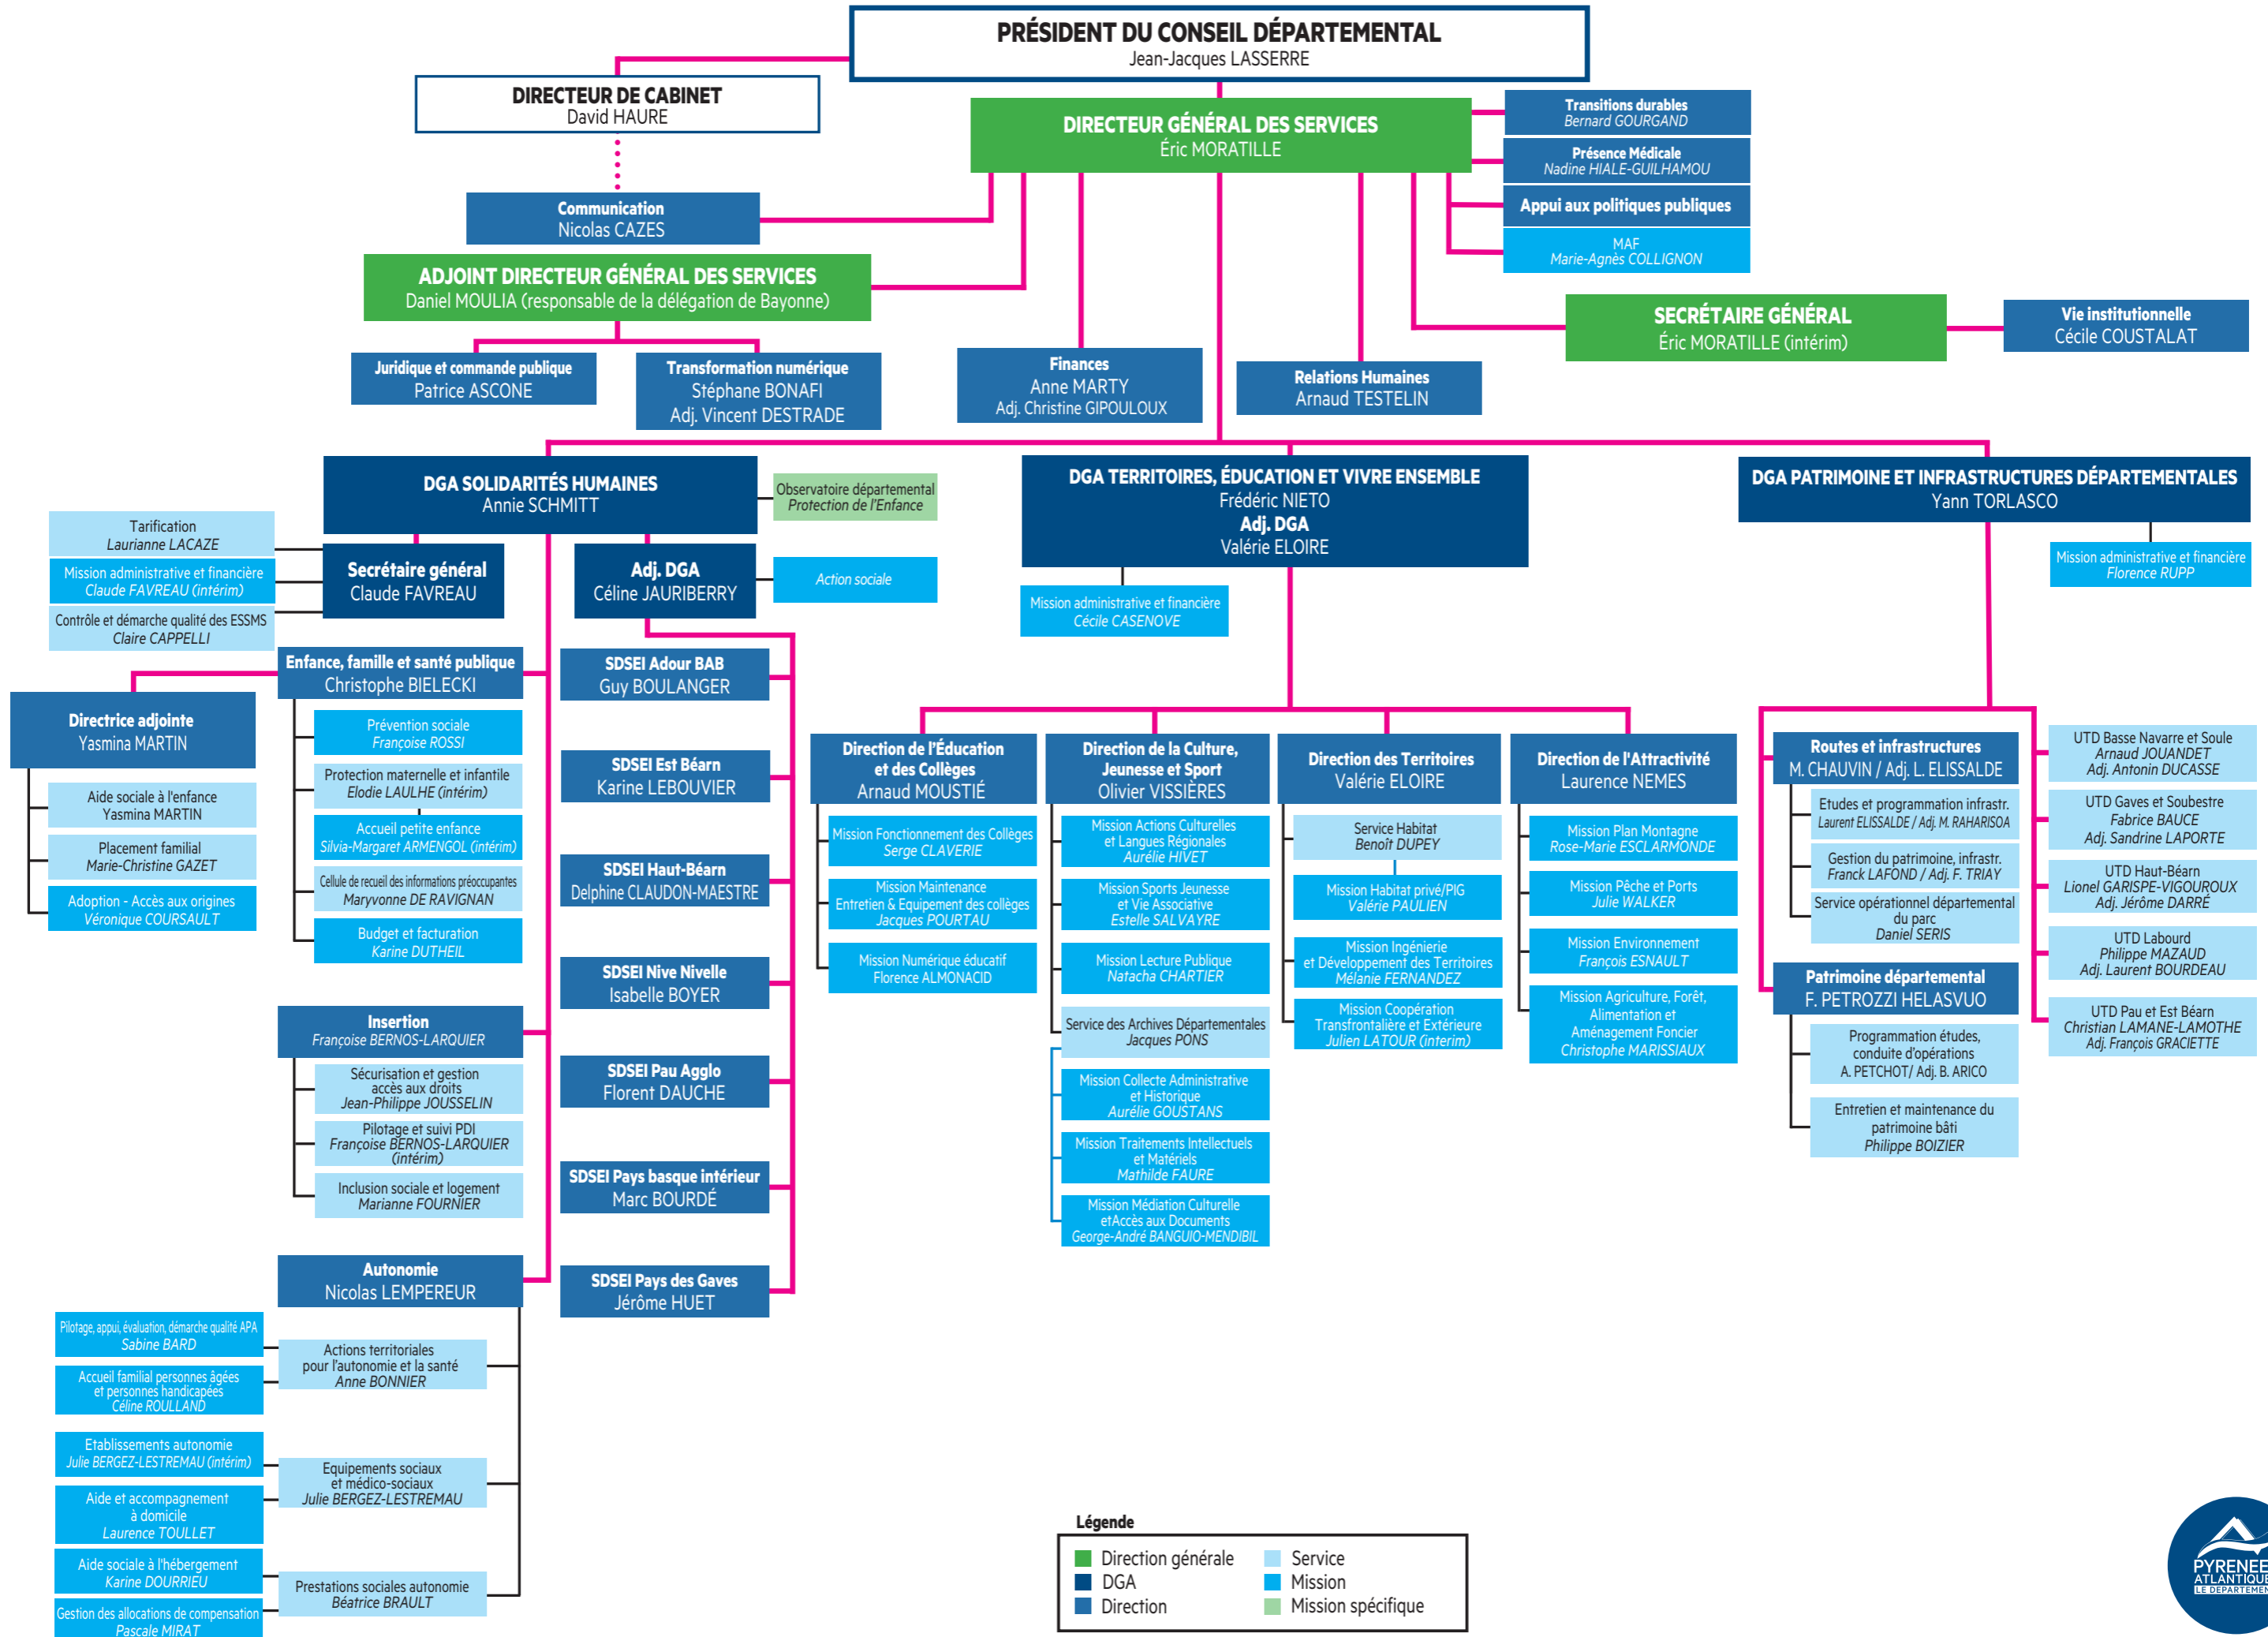 PRÉSIDENT DU CONSEIL DÉPARTEMENTAL
Jean-Jacques LASSERRE
DIRECTEUR DE CABINET
David HAURE
DIRECTEUR GÉNÉRAL DES SERVICES
Éric MORATILLE
Transitions durables
Bernard GOURGAND
Présence Médicale
Nadine HIALE-GUILHAMOU
Appui aux politiques publiques
MAF
Marie-Agnès COLLIGNON
Communication
Nicolas CAZES
ADJOINT DIRECTEUR GÉNÉRAL DES SERVICES
Daniel MOULIA (responsable de la délégation de Bayonne)
SECRÉTAIRE GÉNÉRAL
Éric MORATILLE (intérim)
Vie institutionnelle
Cécile COUSTALAT
Juridique et commande publique
Patrice ASCONE
Transformation numérique
Stéphane BONAFI
Adj. Vincent DESTRADE
Finances
Anne MARTY
Adj. Christine GIPOULOUX
Relations Humaines
Arnaud TESTELIN
DGA SOLIDARITÉS HUMAINES
Annie SCHMITT
Observatoire départemental
Protection de l'Enfance
Tarification
Laurianne LACAZE
Mission administrative et financière
Claude FAVREAU (intérim)
Contrôle et démarche qualité des ESSMS
Claire CAPPELLI
Secrétaire général
Claude FAVREAU
Adj. DGA
Céline JAURIBERRY
Action sociale
Enfance, famille et santé publique
Christophe BIELECKI
Directrice adjointe
Yasmina MARTIN
Aide sociale à l'enfance
Yasmina MARTIN
Placement familial
Marie-Christine GAZET
Adoption - Accès aux origines
Véronique COURSAULT
Prévention sociale
Françoise ROSSI
Protection maternelle et infantile
Elodie LAULHE (intérim)
Accueil petite enfance
Silvia-Margaret ARMENGOL (intérim)
Cellule de recueil des informations préoccupantes
Maryvonne DE RAVIGNAN
Budget et facturation
Karine DUTHEIL
Insertion
Françoise BERNOS-LARQUIER
Sécurisation et gestion
accès aux droits
Jean-Philippe JOUSSELIN
Pilotage et suivi PDI
Françoise BERNOS-LARQUIER
(intérim)
Inclusion sociale et logement
Marianne FOURNIER
Autonomie
Nicolas LEMPEREUR
Pilotage, appui, évaluation, démarche qualité APA
Sabine BARD
Accueil familial personnes âgées
et personnes handicapées
Céline ROULLAND
Actions territoriales
pour l'autonomie et la santé
Anne BONNIER
Etablissements autonomie
Julie BERGEZ-LESTREMAU (intérim)
Aide et accompagnement
à domicile
Laurence TOULLET
Equipements sociaux
et médico-sociaux
Julie BERGEZ-LESTREMAU
Aide sociale à l'hébergement
Karine DOURRIEU
Gestion des allocations de compensation
Pascale MIRAT
Prestations sociales autonomie
Béatrice BRAULT
SDSEI Adour BAB
Guy BOULANGER
SDSEI Est Béarn
Karine LEBOUVIER
SDSEI Haut-Béarn
Delphine CLAUDON-MAESTRE
SDSEI Nive Nivelle
Isabelle BOYER
SDSEI Pau Agglo
Florent DAUCHE
SDSEI Pays basque intérieur
Marc BOURDÉ
SDSEI Pays des Gaves
Jérôme HUET
DGA TERRITOIRES, ÉDUCATION ET VIVRE ENSEMBLE
Frédéric NIETO
Adj. DGA
Valérie ELOIRE
Mission administrative et financière
Cécile CASENOVE
Direction de l'Éducation
et des Collèges
Arnaud MOUSTIÉ
Mission Fonctionnement des Collèges
Serge CLAVERIE
Mission Maintenance
Entretien & Equipement des collèges
Jacques POURTAU
Mission Numérique éducatif
Florence ALMONACID
Direction de la Culture,
Jeunesse et Sport
Olivier VISSIÈRES
Mission Actions Culturelles
et Langues Régionales
Aurélie HIVET
Mission Sports Jeunesse
et Vie Associative
Estelle SALVAYRE
Mission Lecture Publique
Natacha CHARTIER
Service des Archives Départementales
Jacques PONS
Mission Collecte Administrative
et Historique
Aurélie GOUSTANS
Mission Traitements Intellectuels
et Matériels
Mathilde FAURE
Mission Médiation Culturelle
etAccès aux Documents
George-André BANGUIO-MENDIBIL
Direction des Territoires
Valérie ELOIRE
Service Habitat
Benoît DUPEY
Mission Habitat privé/PIG
Valérie PAULIEN
Mission Ingénierie
et Développement des Territoires
Mélanie FERNANDEZ
Mission Coopération
Transfrontalière et Extérieure
Julien LATOUR (interim)
Direction de l'Attractivité
Laurence NEMES
Mission Plan Montagne
Rose-Marie ESCLARMONDE
Mission Pêche et Ports
Julie WALKER
Mission Environnement
François ESNAULT
Mission Agriculture, Forêt,
Alimentation et
Aménagement Foncier
Christophe MARISSIAUX
DGA PATRIMOINE ET INFRASTRUCTURES DÉPARTEMENTALES
Yann TORLASCO
Mission administrative et financière
Florence RUPP
Routes et infrastructures
M. CHAUVIN / Adj. L. ELISSALDE
Etudes et programmation infrastr.
Laurent ELISSALDE / Adj. M. RAHARISOA
Gestion du patrimoine, infrastr.
Franck LAFOND / Adj. F. TRIAY
Service opérationnel départemental
du parc
Daniel SERIS
Patrimoine départemental
F. PETROZZI HELASVUO
Programmation études,
conduite d'opérations
A. PETCHOT/ Adj. B. ARICO
Entretien et maintenance du
patrimoine bâti
Philippe BOIZIER
UTD Basse Navarre et Soule
Arnaud JOUANDET
Adj. Antonin DUCASSE
UTD Gaves et Soubestre
Fabrice BAUCE
Adj. Sandrine LAPORTE
UTD Haut-Béarn
Lionel GARISPE-VIGOUROUX
Adj. Jérôme DARRÉ
UTD Labourd
Philippe MAZAUD
Adj. Laurent BOURDEAU
UTD Pau et Est Béarn
Christian LAMANE-LAMOTHE
Adj. François GRACIETTE
Légende
Direction générale
DGA
Direction
Service
Mission
Mission spécifique
PYRENEE
ATLANTIQUE
LE DEPARTEMEN